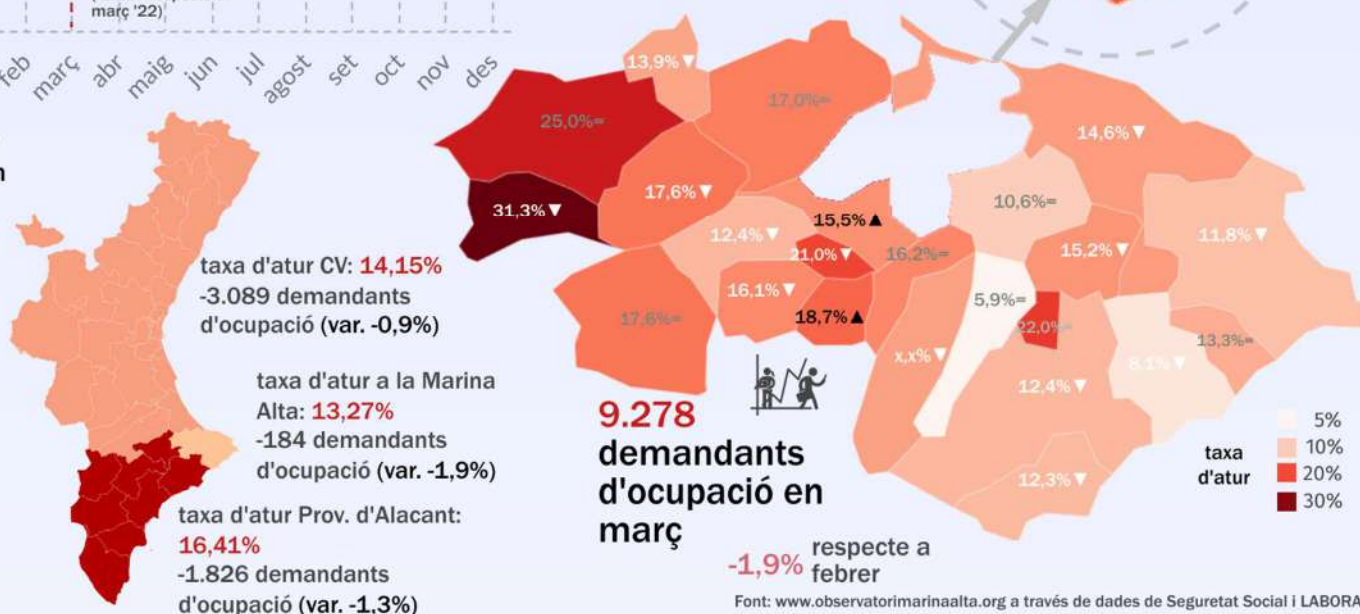 març '22)
feb
març
abr
maig
jun
jul
agost
set
oct
nov
des
n
taxa d'atur CV: 14,15%
-3.089 demandants
d'ocupació (var. -0,9%)
taxa d'atur a la Marina
Alta: 13,27%
-184 demandants
d'ocupació (var. -1,9%)
taxa d'atur Prov. d'Alacant:
16,41%
-1.826 demandants
d'ocupació (var. -1,3%)
13,9% ▼
25,0%=
17,0%=
14,6% ▼
31,3% ▼
17,6% ▼
10,6%=
15,5% ▲
12,4% ▼
21,0% ▼
16,2%=
15,2% ▼
11,8% ▼
16,1% ▼
5,9%=
17,6%=
18,7% ▲
22,0%=
13,3%=
x,x% ▼
8,1% ▼
12,4% ▼
12,3% ▼
9.278
demandants
d'ocupació en
març
-1,9% respecte a
febrer
taxa
d'atur
5%
10%
20%
30%
Font: www.observatorimarinaalta.org a través de dades de Seguretat Social i LABORA